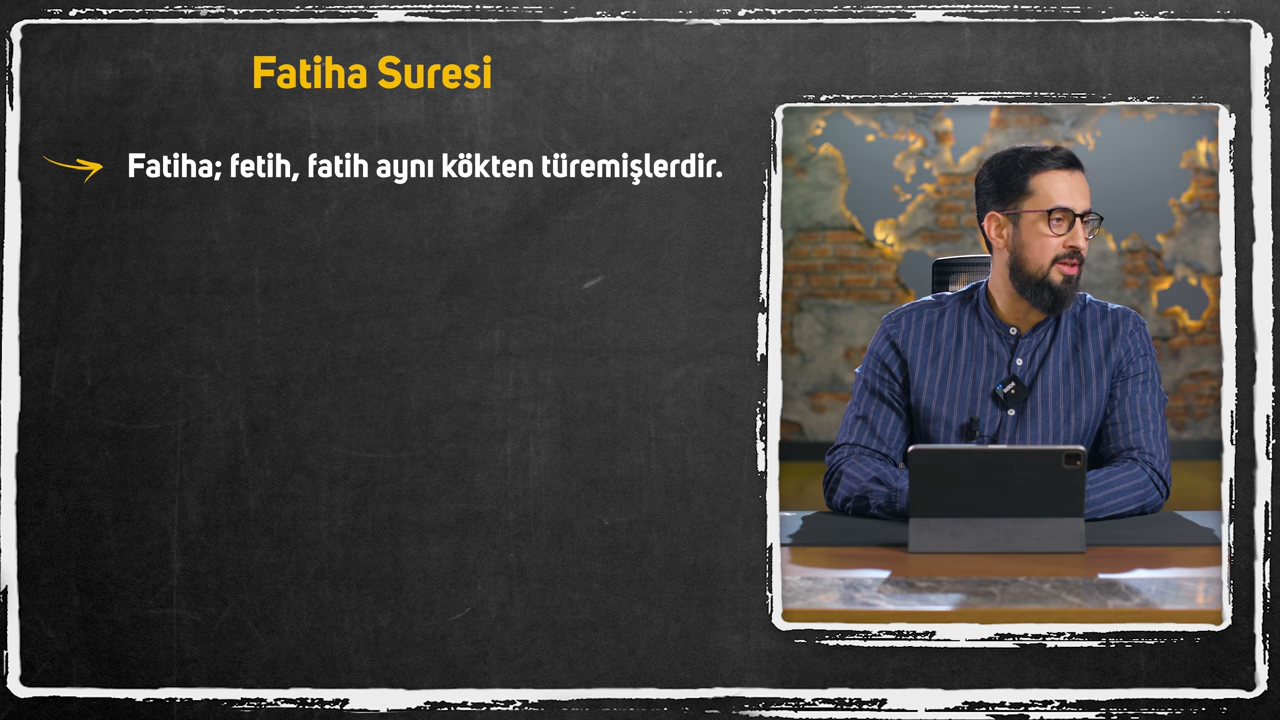 Fatiha Suresi
Fatiha; fetih, fatih aynı kökten türemişlerdir.